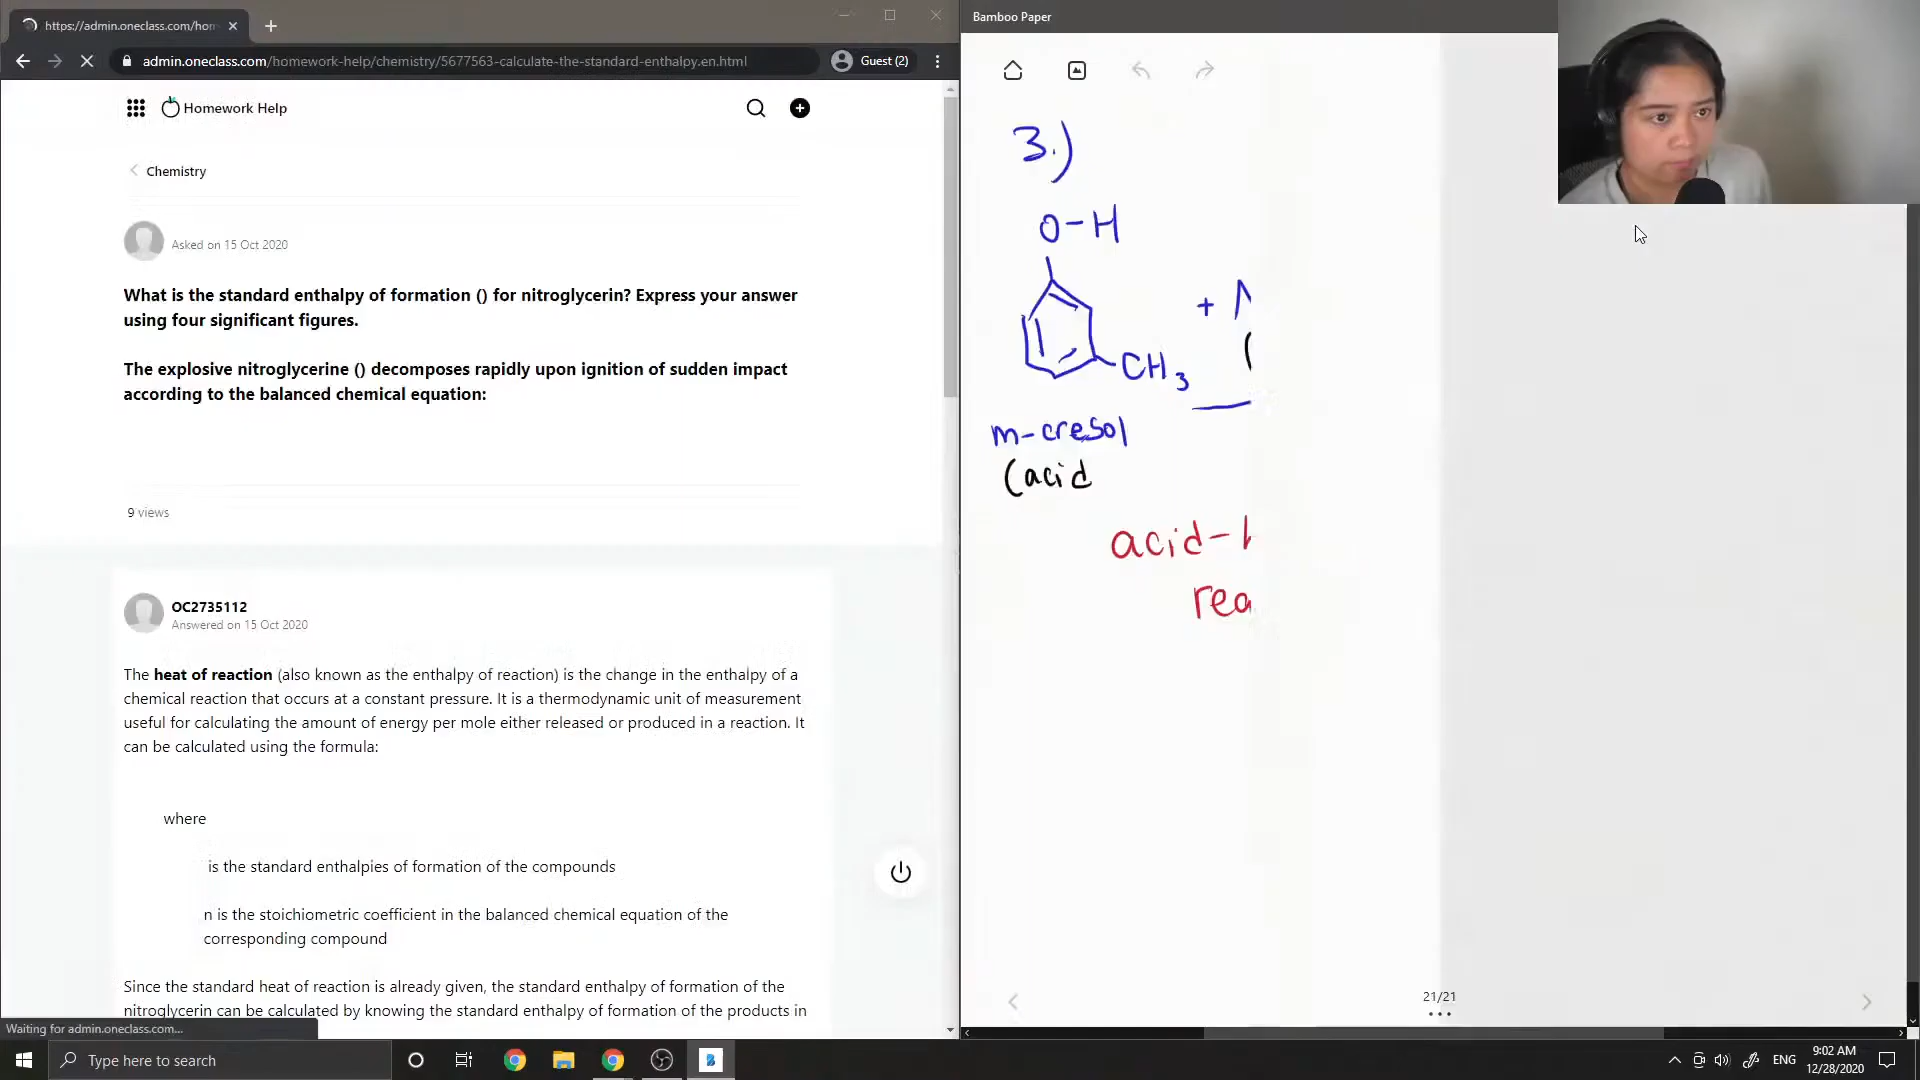 https://admin.oneclass.com/hom
admin.oneclass.com/homework-help/chemistry/5677563-calculate-the-standard-enthalpy.en.html
Guest (2)
Homework Help
Chemistry
Asked on 15 Oct 2020
What is the standard enthalpy of formation () for nitroglycerin? Express your answer
using four significant figures.
The explosive nitroglycerine () decomposes rapidly upon ignition of sudden impact
according to the balanced chemical equation:
9 views
OC2735112
Answered on 15 Oct 2020
The heat of reaction (also known as the enthalpy of reaction) is the change in the enthalpy of a
chemical reaction that occurs at a constant pressure. It is a thermodynamic unit of measurement
useful for calculating the amount of energy per mole either released or produced in a reaction. It
can be calculated using the formula:
where
is the standard enthalpies of formation of the compounds
n is the stoichiometric coefficient in the balanced chemical equation of the
corresponding compound
Since the standard heat of reaction is already given, the standard enthalpy of formation of the
nitroglycerin can be calculated by knowing the standard enthalpy of formation of the products in
Waiting for admin.oneclass.com...
Bamboo Paper
3.)
O-H
+
CH3
m-cresol
(acid
acid-
rea
21/21
Type here to search
ENG
9:02 AM
12/28/2020